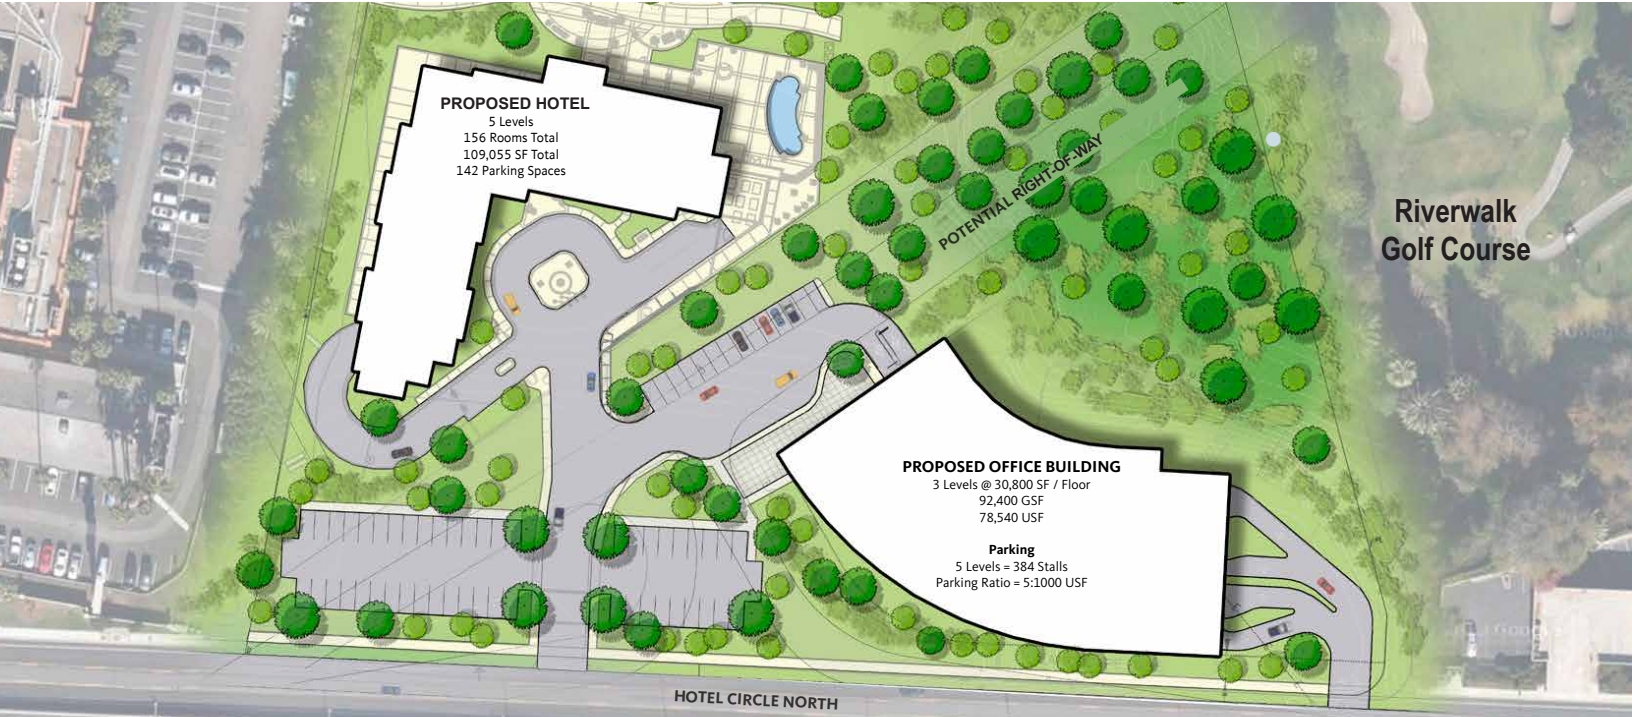 PROPOSED HOTEL
5 Levels
156 Rooms Total
109,055 SF Total
142 Parking Spaces
POTENTIAL RIGHT-OF-WAY
Riverwalk
Golf Course
PROPOSED OFFICE BUILDING
3 Levels @ 30,800 SF / Floor
92,400 GSF
78,540 USF
Parking
5 Levels = 384 Stalls
Parking Ratio = 5:1000 USF
HOTEL CIRCLE NORTH